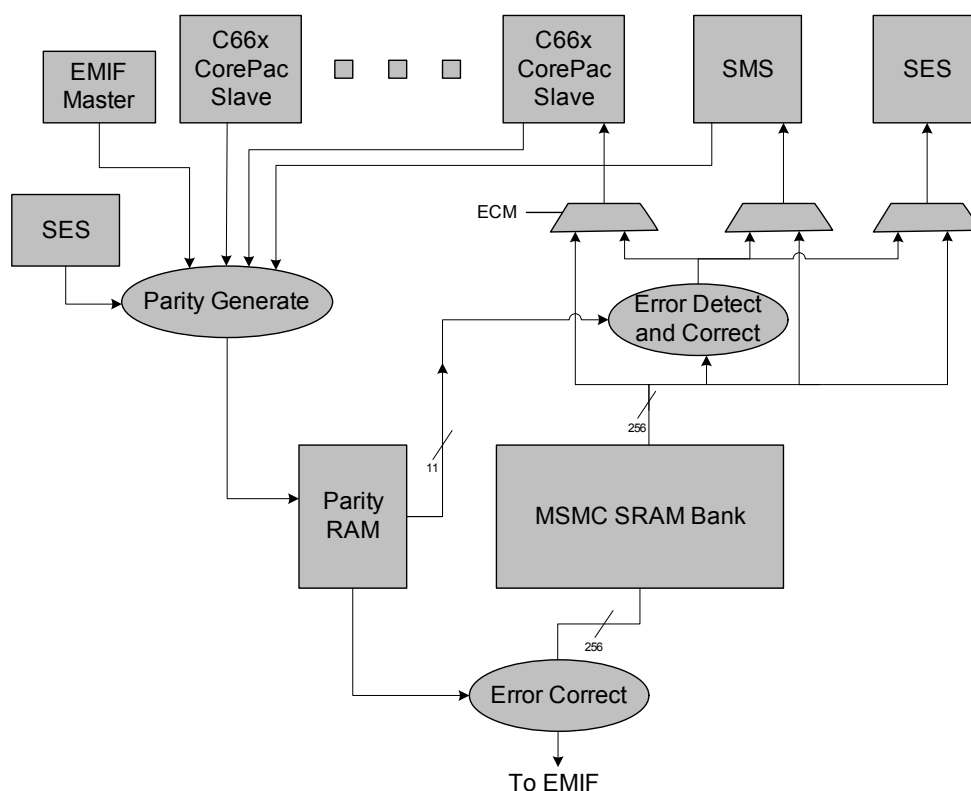 EMIF
Master
C66x
CorePac
Slave
C66x
CorePac
Slave
SMS
SES
SES
ECM
Parity Generate
Error Detect
and Correct
11
256
Parity
RAM
MSMC SRAM Bank
256
Error Correct
To EMIF